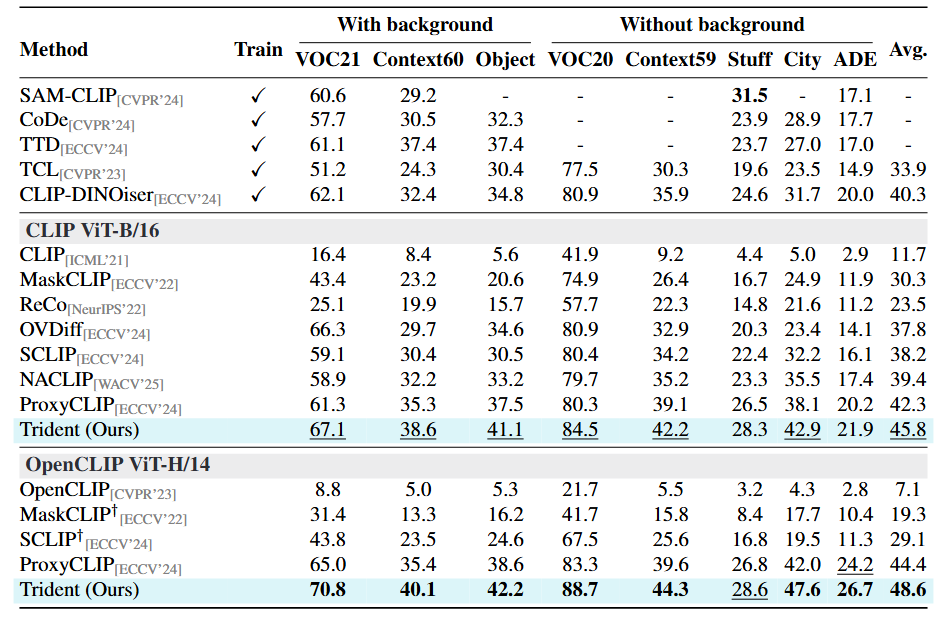 With background Without background
Method Train VOC21 Context60 Object VOC20 Context59 Stuff City ADE Avg.
SAM-CLIP[CVPR'24] ✓ 60.6 29.2 - - - 31.5 - 17.1 -
CoDe[CVPR'24] ✓ 57.7 30.5 32.3 - - 23.9 28.9 17.7 -
TTD[ECCV'24] ✓ 61.1 37.4 37.4 - - 23.7 27.0 17.0 -
TCL[CVPR'23] ✓ 51.2 24.3 30.4 77.5 30.3 19.6 23.5 14.9 33.9
CLIP-DINOiser[ECCV'24] ✓ 62.1 32.4 34.8 80.9 35.9 24.6 31.7 20.0 40.3
CLIP ViT-B/16
CLIP[ICML'21] 16.4 8.4 5.6 41.9 9.2 4.4 5.0 2.9 11.7
MaskCLIP[ECCV'22] 43.4 23.2 20.6 74.9 26.4 16.7 24.9 11.9 30.3
ReCo[NeurIPS'22] 25.1 19.9 15.7 57.7 22.3 14.8 21.6 11.2 23.5
OVDiff[ECCV'24] 66.3 29.7 34.6 80.9 32.9 20.3 23.4 14.1 37.8
SCLIP[ECCV'24] 59.1 30.4 30.5 80.4 34.2 22.4 32.2 16.1 38.2
NACLIP[WACV'25] 58.9 32.2 33.2 79.7 35.2 23.3 35.5 17.4 39.4
ProxyCLIP[ECCV'24] 61.3 35.3 37.5 80.3 39.1 26.5 38.1 20.2 42.3
Trident (Ours) 67.1 38.6 41.1 84.5 42.2 28.3 42.9 21.9 45.8
OpenCLIP ViT-H/14
OpenCLIP[CVPR'23] 8.8 5.0 5.3 21.7 5.5 3.2 4.3 2.8 7.1
MaskCLIP†[ECCV'22] 31.4 13.3 16.2 41.7 15.8 8.4 17.7 10.4 19.3
SCLIP†[ECCV'24] 43.8 23.5 24.6 67.5 25.6 16.8 19.5 11.3 29.1
ProxyCLIP[ECCV'24] 65.0 35.4 38.6 83.3 39.6 26.8 42.0 24.2 44.4
Trident (Ours) 70.8 40.1 42.2 88.7 44.3 28.6 47.6 26.7 48.6